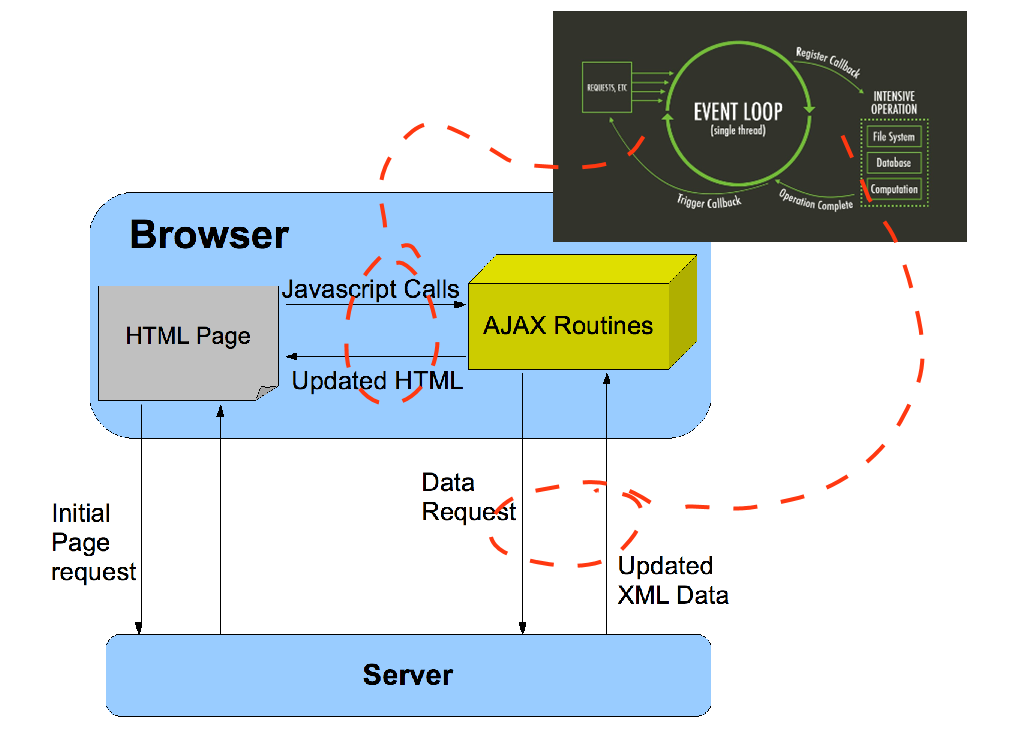 Register Callback
REQUESTS, ETC
EVENT LOOP
(single thread)
INTENSIVE
OPERATION
File System
Database
Computation
Trigger Callback
Operation Complete
Browser
Javascript Calls
HTML Page
AJAX Routines
Updated HTML
Initial
Page
request
Data
Request
Updated
XML Data
Server